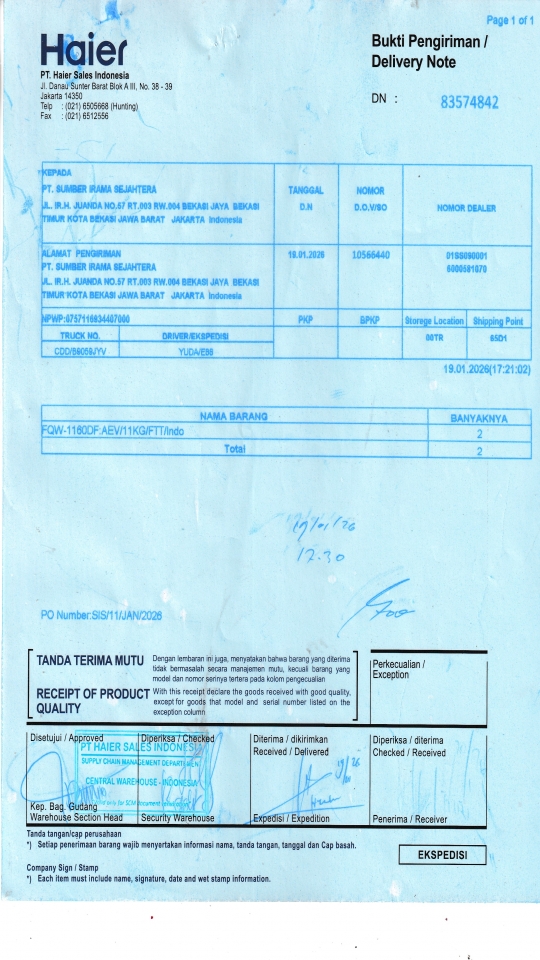 Page 1 of 1
Haier
Bukti Pengiriman /
Delivery Note
PT. Haier Sales Indonesia
Jl. Danau Sunter Barat Blok A III, No. 38 - 39
Jakarta 14350
Telp : (021) 6505668 (Hunting)
Fax : (021) 6512556
DN : 83574842
KEPADA
PT. SUMBER IRAMA SEJAHTERA
JL. IR.H. JUANDA NO.57 RT.003 RW.004 BEKASI JAYA BEKASI
TIMUR KOTA BEKASI JAWA BARAT JAKARTA Indonesia
TANGGAL
D.N
NOMOR
D.O.V/SO
NOMOR DEALER
ALAMAT PENGIRIMAN
PT. SUMBER IRAMA SEJAHTERA
JL. IR.H. JUANDA NO.57 RT.003 RW.004 BEKASI JAYA BEKASI
TIMUR KOTA BEKASI JAWA BARAT JAKARTA Indonesia
19.01.2026
10566440
NPWP:0757116834407000
PKP
BPKP
Storege Location
Shipping Point
TRUCK NO.
DRIVER/EKSPEDISI
00TR
YUDA/E86
19.01.2026(17:21:02)
NAMA BARANG
BANYAKNYA
FQW-1160DF:AEV/11KG/FTT/Indo
2
Total
2
19/01/26
17.30
PO Number:SIS/11/JAN/2026
TANDA TERIMA MUTU
Dengan lembaran ini juga, menyatakan bahwa barang yang diterima
tidak bermasalah secara manajemen mutu, kecuali barang yang
model dan nomor serinya tertera pada kolom pengecualian
RECEIPT OF PRODUCT
QUALITY
With this receipt declare the goods received with good quality,
except for goods that model and serial number listed on the
exception column
Perkecualian /
Exception
Disetujui / Approved
Diperiksa / Checked
Diterima / dikirimkan
Received / Delivered
Diperiksa / diterima
Checked / Received
PT HAIER SALES INDONESIA
SUPPLY CHAIN MANAGEMENT DEPARTMEN
CENTRAL WAREHOUSE - INDONESIA
only for SCM document
Kep. Bag. Gudang
Warehouse Section Head
Security Warehouse
Expedisi / Expedition
Penerima / Receiver
Tanda tangan/cap perusahaan
*) Setiap penerimaan barang wajib menyertakan informasi nama, tanda tangan, tanggal dan Cap basah.
EKSPEDISI
Company Sign / Stamp
*) Each item must include name, signature, date and wet stamp information.